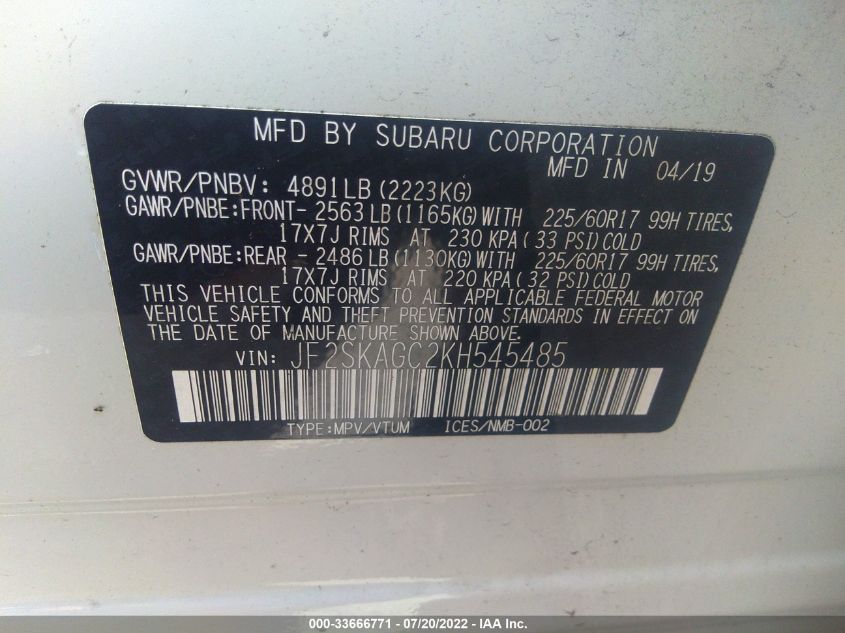 MFD BY SUBARU CORPORATION
MFD IN 04/19
GVWR/PNBV: 4891LB (2223KG)
GAWR/PNBE:FRONT- 2563 LB (1165KG) WITH 225/60R17 99H TIRES,
17X7J RIMS AT 230 KPA( 33 PSI) COLD
GAWR/PNBE:REAR - 2486 LB (1130KG) WITH 225/60R17 99H TIRES,
17X7J RIMS AT 220 KPA( 32 PSI) COLD
THIS VEHICLE CONFORMS TO ALL APPLICABLE FEDERAL MOTOR
VEHICLE SAFETY AND THEFT PREVENTION STANDARDS IN EFFECT ON
THE DATE OF MANUFACTURE SHOWN ABOVE.
VIN: JF2SKAGC2KH545485
TYPE:MPV/VTUM ICES/NMB-002
000-33666771 - 07/20/2022 - IAA Inc.